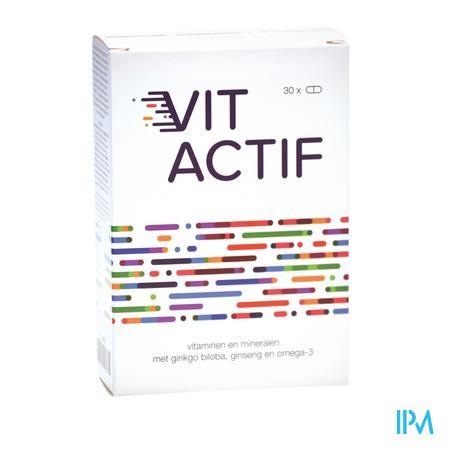 30 x
VIT
ACTIF
vitaminen en mineralen
met ginkgo biloba, ginseng en omega-3
IPM